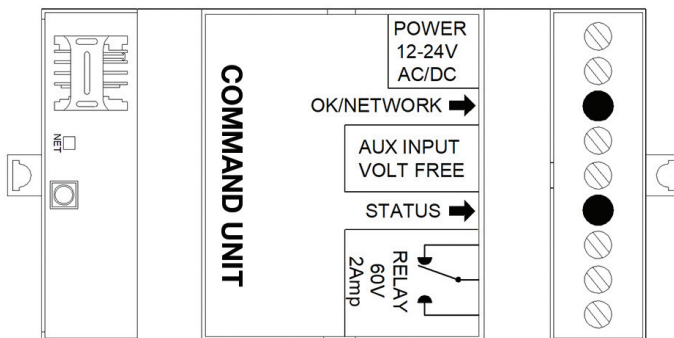 NET
COMMAND UNIT
POWER
12-24V
AC/DC
OK/NETWORK
AUX INPUT
VOLT FREE
STATUS
RELAY
60V
2Amp